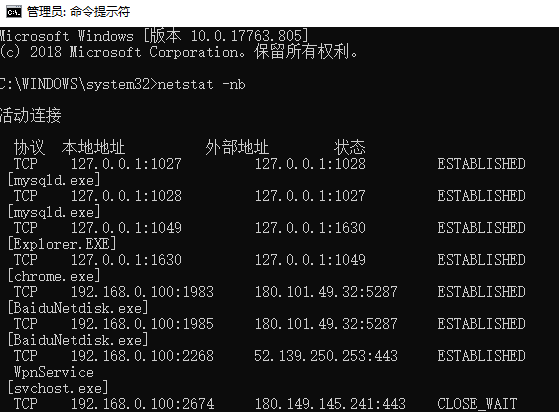 管理员: 命令提示符
Microsoft Windows [版本 10.0.17763.805]
(c) 2018 Microsoft Corporation。保留所有权利。
C:\WINDOWS\system32>netstat -nb
活动连接
协议 本地地址 外部地址 状态
TCP 127.0.0.1:1027 127.0.0.1:1028 ESTABLISHED
[mysqld.exe]
TCP 127.0.0.1:1028 127.0.0.1:1027 ESTABLISHED
[mysqld.exe]
TCP 127.0.0.1:1049 127.0.0.1:1630 ESTABLISHED
[Explorer.EXE]
TCP 127.0.0.1:1630 127.0.0.1:1049 ESTABLISHED
[chrome.exe]
TCP 192.168.0.100:1983 180.101.49.32:5287 ESTABLISHED
[BaiduNetdisk.exe]
TCP 192.168.0.100:1985 180.101.49.32:5287 ESTABLISHED
[BaiduNetdisk.exe]
TCP 192.168.0.100:2268 52.139.250.253:443 ESTABLISHED
WpnService
[svchost.exe]
TCP 192.168.0.100:2674 180.149.145.241:443 CLOSE_WAIT